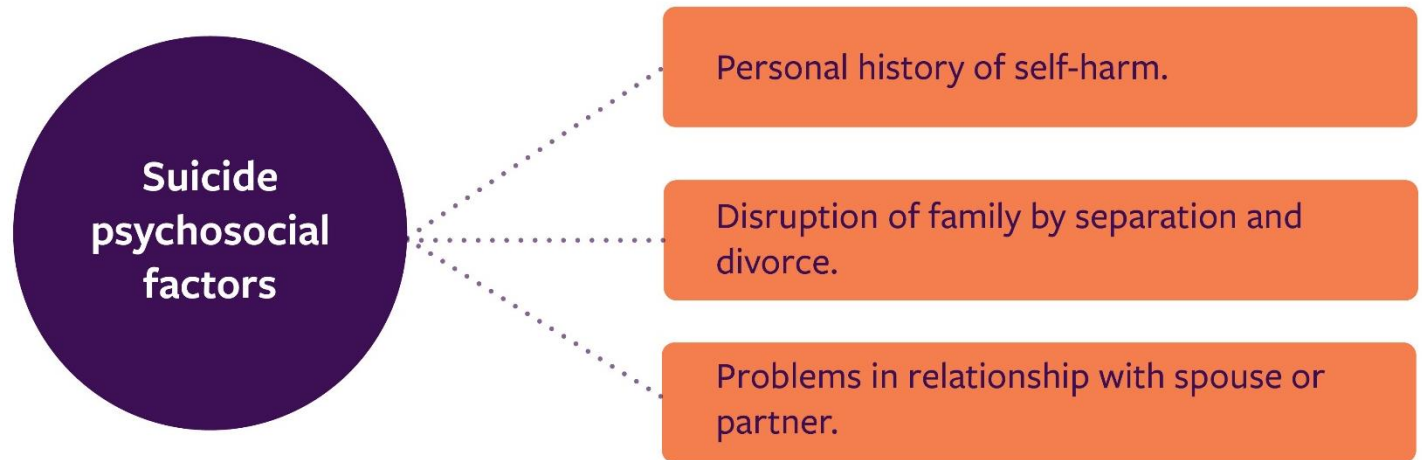 Suicide
psychosocial
factors
Personal history of self-harm.
Disruption of family by separation and
divorce.
Problems in relationship with spouse or
partner.